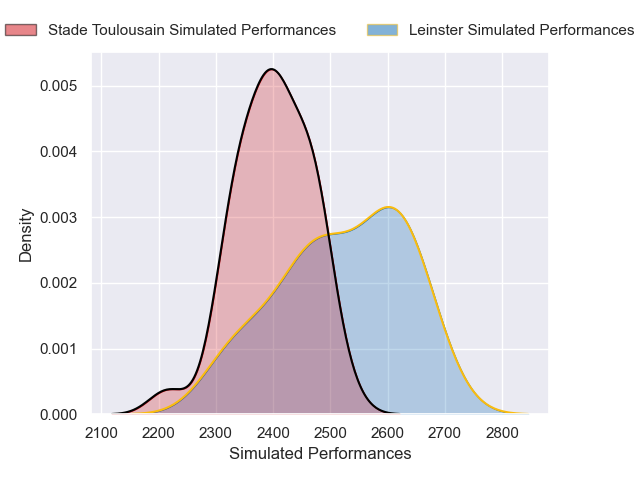 Stade Toulousain Simulated Performances
Leinster Simulated Performances
0.005
0.004
0.003
0.002
0.001
0.000
Density
2100 2200 2300 2400 2500 2600 2700 2800
Simulated Performances